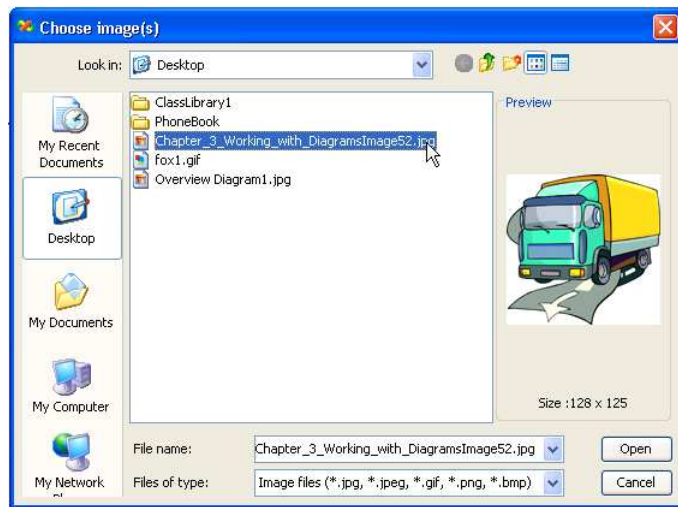 Choose image(s)
Look in: Desktop
My Recent
Documents
Desktop
My Documents
My Computer
My Network
ClassLibrary1
PhoneBook
Chapter_3_Working_with_DiagramsImage52.jpg
fox1.gif
Overview Diagram1.jpg
Preview
Size :128 x 125
File name: Chapter_3_Working_with_DiagramsImage52.jpg Open
Files of type: Image files (*.jpg, *.jpeg, *.gif, *.png, *.bmp) Cancel